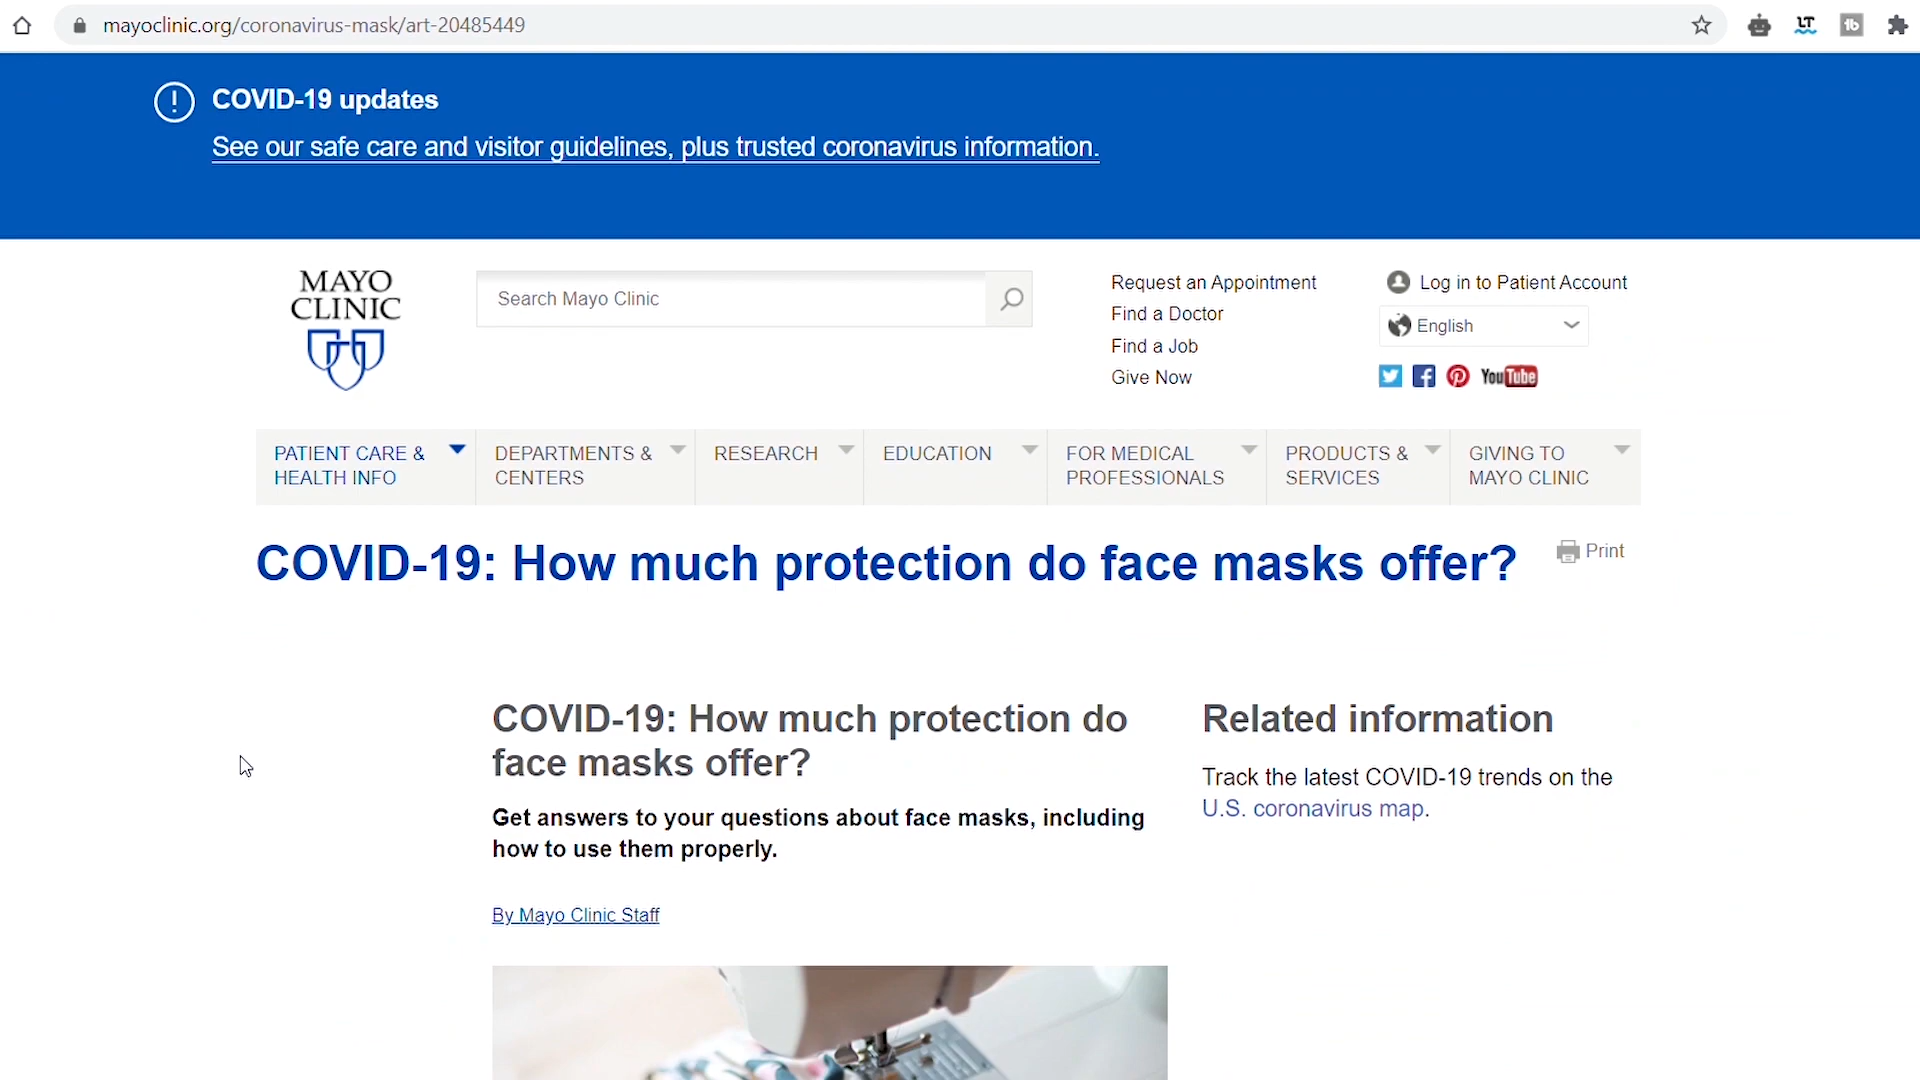 mayoclinic.org/coronavirus-mask/art-20485449
LT
tb
COVID-19 updates
See our safe care and visitor guidelines, plus trusted coronavirus information.
MAYO
CLINIC
Search Mayo Clinic
Request an Appointment
Find a Doctor
Find a Job
Give Now
Log in to Patient Account
English
YouTube
PATIENT CARE &
HEALTH INFO
DEPARTMENTS &
CENTERS
RESEARCH
EDUCATION
FOR MEDICAL
PROFESSIONALS
PRODUCTS &
SERVICES
GIVING TO
MAYO CLINIC
COVID-19: How much protection do face masks offer?
Print
COVID-19: How much protection do
face masks offer?
Get answers to your questions about face masks, including
how to use them properly.
By Mayo Clinic Staff
Related information
Track the latest COVID-19 trends on the
U.S. coronavirus map.